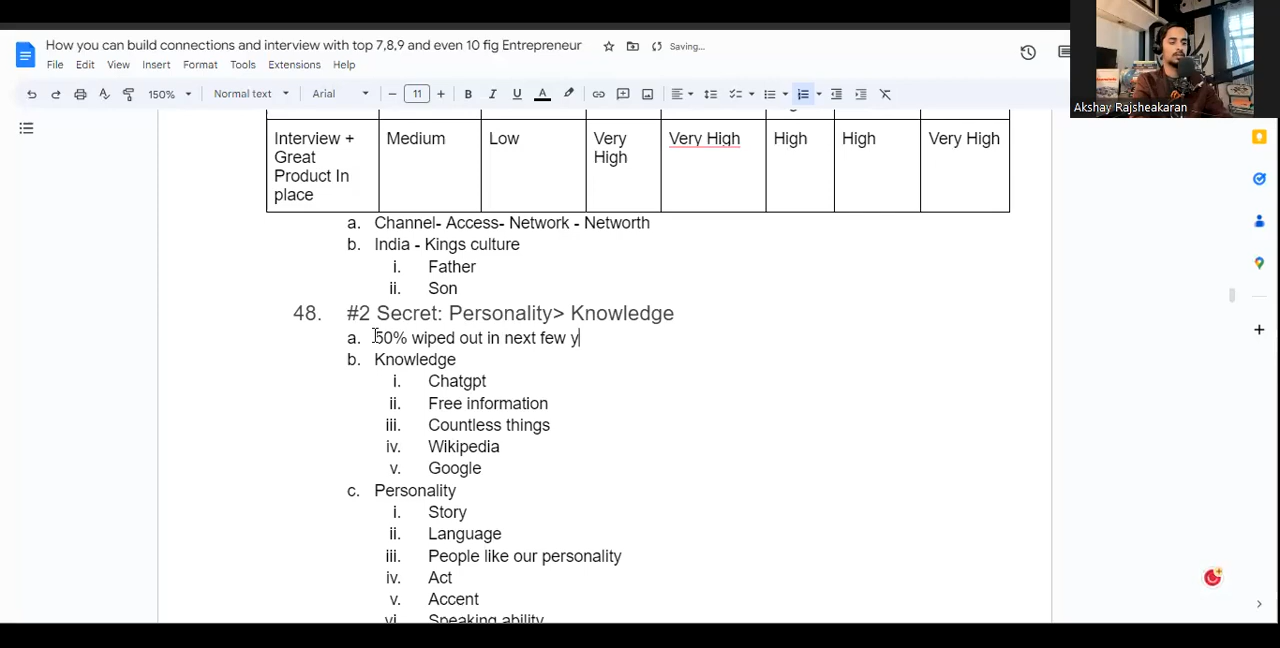 How you can build connections and interview with top 7,8,9 and even 10 fig Entrepreneur
Saving...
File Edit View Insert Format Tools Extensions Help
Akshay Rajsheakaran
150% Normal text Arial 11 B I U A
Interview + Great Product In place
Medium
Low
Very High
Very High
High
High
Very High
a. Channel- Access- Network - Networth
b. India - Kings culture
i. Father
ii. Son
48. #2 Secret: Personality> Knowledge
a. 50% wiped out in next few y
b. Knowledge
i. Chatgpt
ii. Free information
iii. Countless things
iv. Wikipedia
v. Google
c. Personality
i. Story
ii. Language
iii. People like our personality
iv. Act
v. Accent
vi. Speaking ability